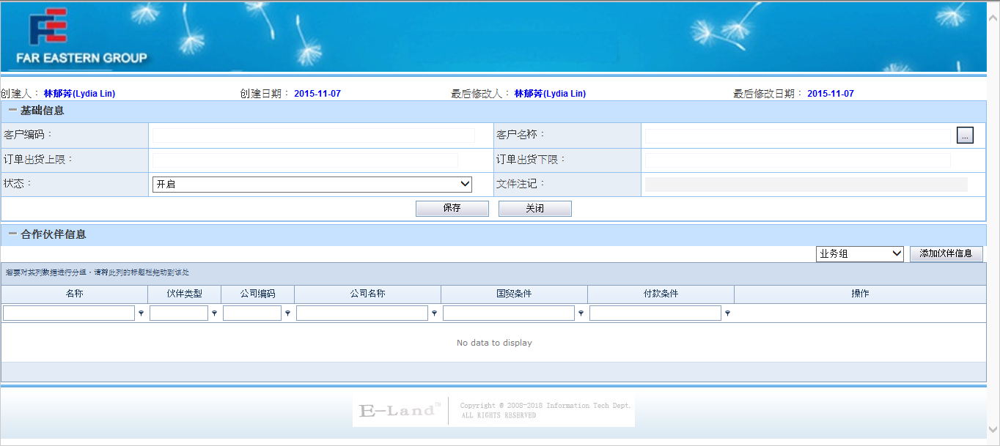 FAR EASTERN GROUP
创建人： 林郁菁(Lydia Lin) 创建日期： 2015-11-07 最后修改人： 林郁菁(Lydia Lin) 最后修改日期： 2015-11-07
基础信息
客户编码： 客户名称： ...
订单出货上限： 订单出货下限：
状态： 开启 文件注记：
保存 关闭
合作伙伴信息
业务组 添加伙伴信息
若要对某列数据进行分组，请将此列的标题栏拖动到该处
名称 伙伴类型 公司编码 公司名称 国贸条件 付款条件 操作
No data to display
E-Land™ Copyright © 2008-2018 Information Tech Dept.
ALL RIGHTS RESERVED